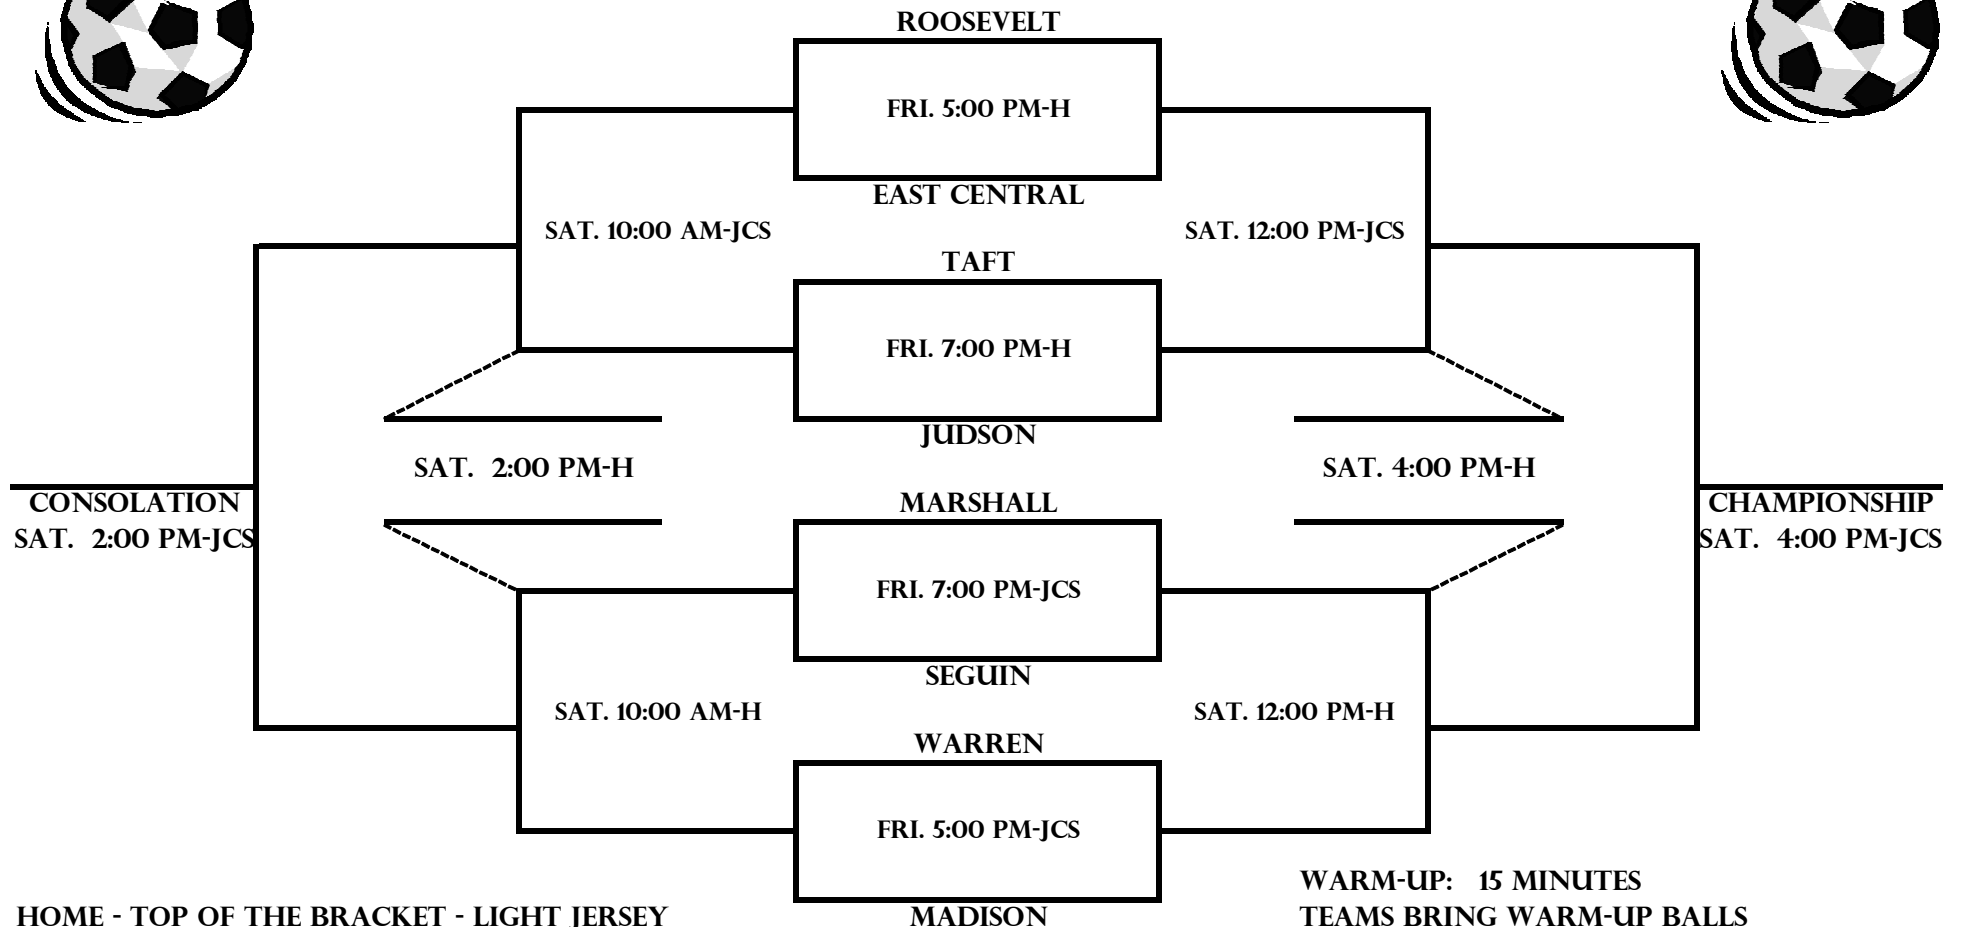 ROOSEVELT
FRI. 5:00 PM-H
EAST CENTRAL
SAT. 10:00 AM-JCS
SAT. 12:00 PM-JCS
TAFT
FRI. 7:00 PM-H
JUDSON
SAT.  2:00 PM-H
SAT. 4:00 PM-H
CONSOLATION
SAT.  2:00 PM-JCS
MARSHALL
CHAMPIONSHIP
SAT.  4:00 PM-JCS
FRI. 7:00 PM-JCS
SEGUIN
SAT. 10:00 AM-H
SAT. 12:00 PM-H
WARREN
FRI. 5:00 PM-JCS
MADISON
HOME - TOP OF THE BRACKET - LIGHT JERSEY
WARM-UP:   15 MINUTES
TEAMS BRING WARM-UP BALLS